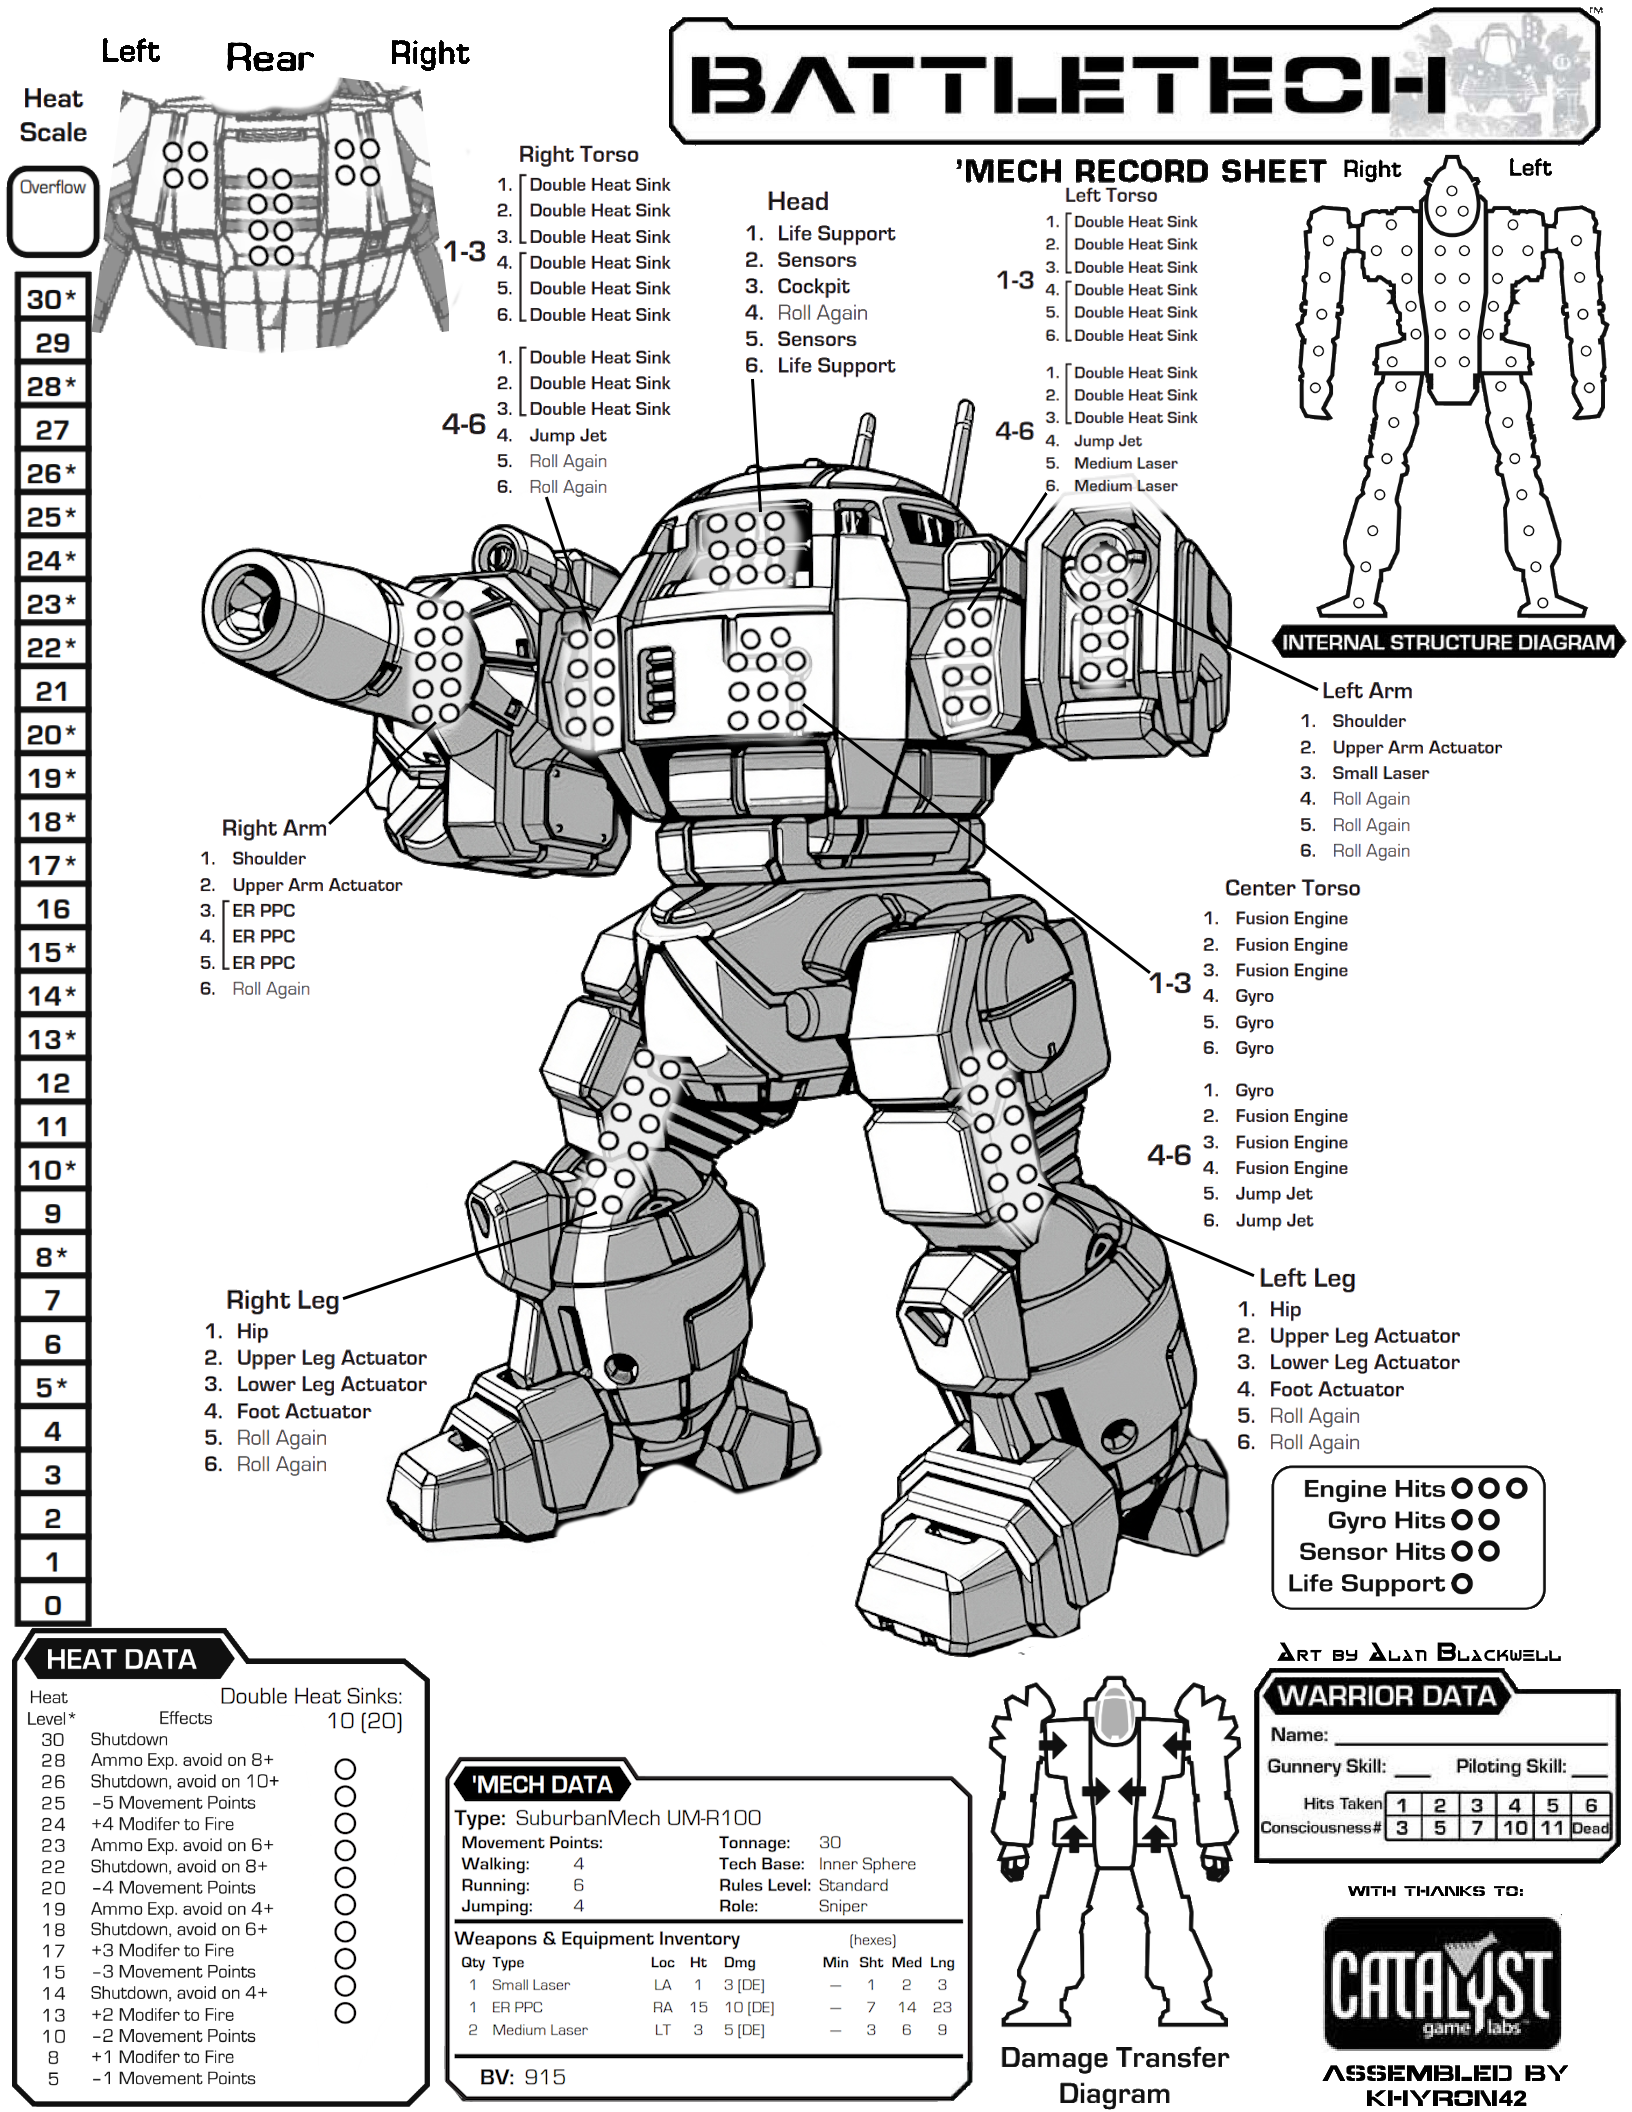 Left Rear Right
BATTLETECH™
'MECH RECORD SHEET
Right Left
INTERNAL STRUCTURE DIAGRAM
Heat
Scale
Overflow
30*
29
28*
27
26*
25*
24*
23*
22*
21
20*
19*
18*
17*
16
15*
14*
13*
12
11
10*
9
8*
7
6
5*
4
3
2
1
0
Right Torso
1-3
1. Double Heat Sink
2. Double Heat Sink
3. Double Heat Sink
4. Double Heat Sink
5. Double Heat Sink
6. Double Heat Sink
4-6
1. Double Heat Sink
2. Double Heat Sink
3. Double Heat Sink
4. Jump Jet
5. Roll Again
6. Roll Again
Head
1. Life Support
2. Sensors
3. Cockpit
4. Roll Again
5. Sensors
6. Life Support
Left Torso
1-3
1. Double Heat Sink
2. Double Heat Sink
3. Double Heat Sink
4. Double Heat Sink
5. Double Heat Sink
6. Double Heat Sink
4-6
1. Double Heat Sink
2. Double Heat Sink
3. Double Heat Sink
4. Jump Jet
5. Medium Laser
6. Medium Laser
Left Arm
1. Shoulder
2. Upper Arm Actuator
3. Small Laser
4. Roll Again
5. Roll Again
6. Roll Again
Right Arm
1. Shoulder
2. Upper Arm Actuator
3. ER PPC
4. ER PPC
5. ER PPC
6. Roll Again
Center Torso
1-3
1. Fusion Engine
2. Fusion Engine
3. Fusion Engine
4. Gyro
5. Gyro
6. Gyro
4-6
1. Gyro
2. Fusion Engine
3. Fusion Engine
4. Fusion Engine
5. Jump Jet
6. Jump Jet
Right Leg
1. Hip
2. Upper Leg Actuator
3. Lower Leg Actuator
4. Foot Actuator
5. Roll Again
6. Roll Again
Left Leg
1. Hip
2. Upper Leg Actuator
3. Lower Leg Actuator
4. Foot Actuator
5. Roll Again
6. Roll Again
Engine Hits
Gyro Hits
Sensor Hits
Life Support
HEAT DATA
Heat Double Heat Sinks:
Level* Effects 10 (20)
30 Shutdown
28 Ammo Exp. avoid on 8+
26 Shutdown, avoid on 10+
25 -5 Movement Points
24 +4 Modifer to Fire
23 Ammo Exp. avoid on 6+
22 Shutdown, avoid on 8+
20 -4 Movement Points
19 Ammo Exp. avoid on 4+
18 Shutdown, avoid on 6+
17 +3 Modifer to Fire
15 -3 Movement Points
14 Shutdown, avoid on 4+
13 +2 Modifer to Fire
10 -2 Movement Points
8 +1 Modifer to Fire
5 -1 Movement Points
'MECH DATA
Type: SuburbanMech UM-R100
Movement Points: Tonnage: 30
Walking: 4 Tech Base: Inner Sphere
Running: 6 Rules Level: Standard
Jumping: 4 Role: Sniper
Weapons & Equipment Inventory (hexes)
Qty Type Loc Ht Dmg Min Sht Med Lng
1 Small Laser LA 1 3 [DE] — 1 2 3
1 ER PPC RA 15 10 [DE] — 7 14 23
2 Medium Laser LT 3 5 [DE] — 3 6 9
BV: 915
Damage Transfer
Diagram
Art by Alan Blackwell
WARRIOR DATA
Name:
Gunnery Skill: Piloting Skill:
Hits Taken 1 2 3 4 5 6
Consciousness# 3 5 7 10 11 Dead
WITH THANKS TO:
CATALYST
game labs™
ASSEMBLED BY
KHYRON42